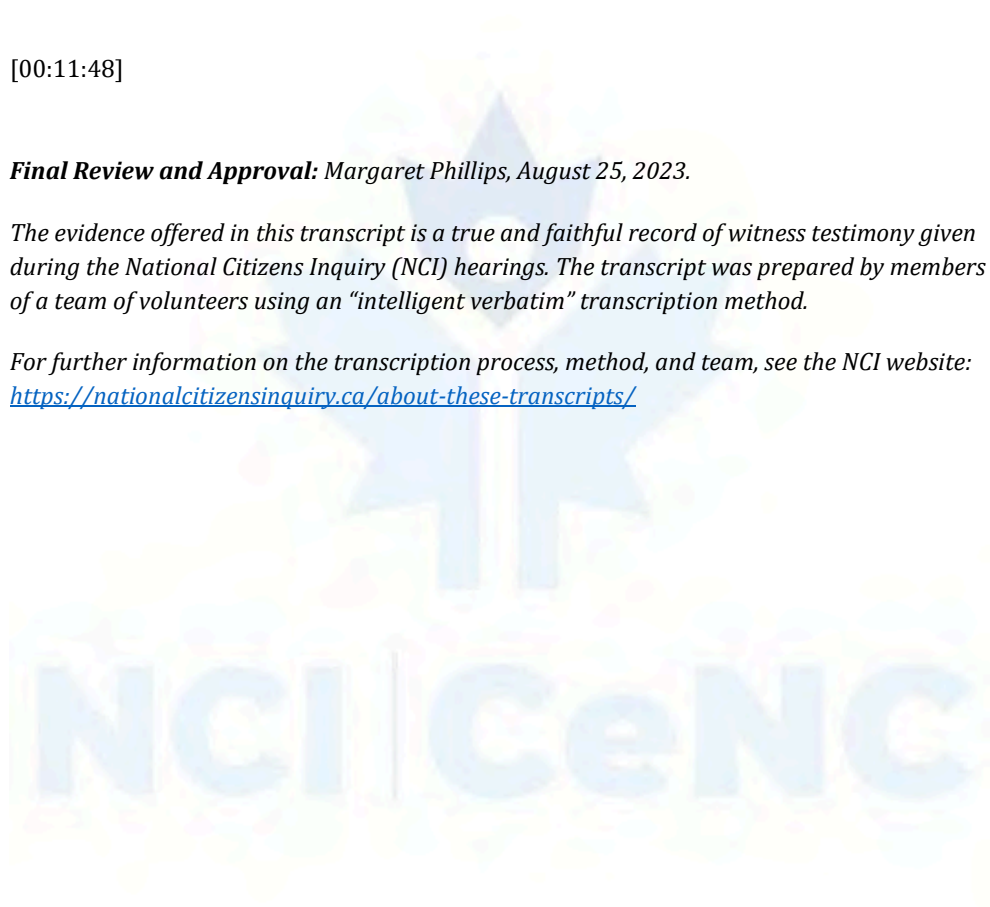 [00:11:48]
Final Review and Approval: Margaret Phillips, August 25, 2023.
The evidence offered in this transcript is a true and faithful record of witness testimony given
during the National Citizens Inquiry (NCI) hearings. The transcript was prepared by members
of a team of volunteers using an “intelligent verbatim” transcription method.
For further information on the transcription process, method, and team, see the NCI website:
https://nationalcitizensinquiry.ca/about-these-transcripts/
NCI | CeNC